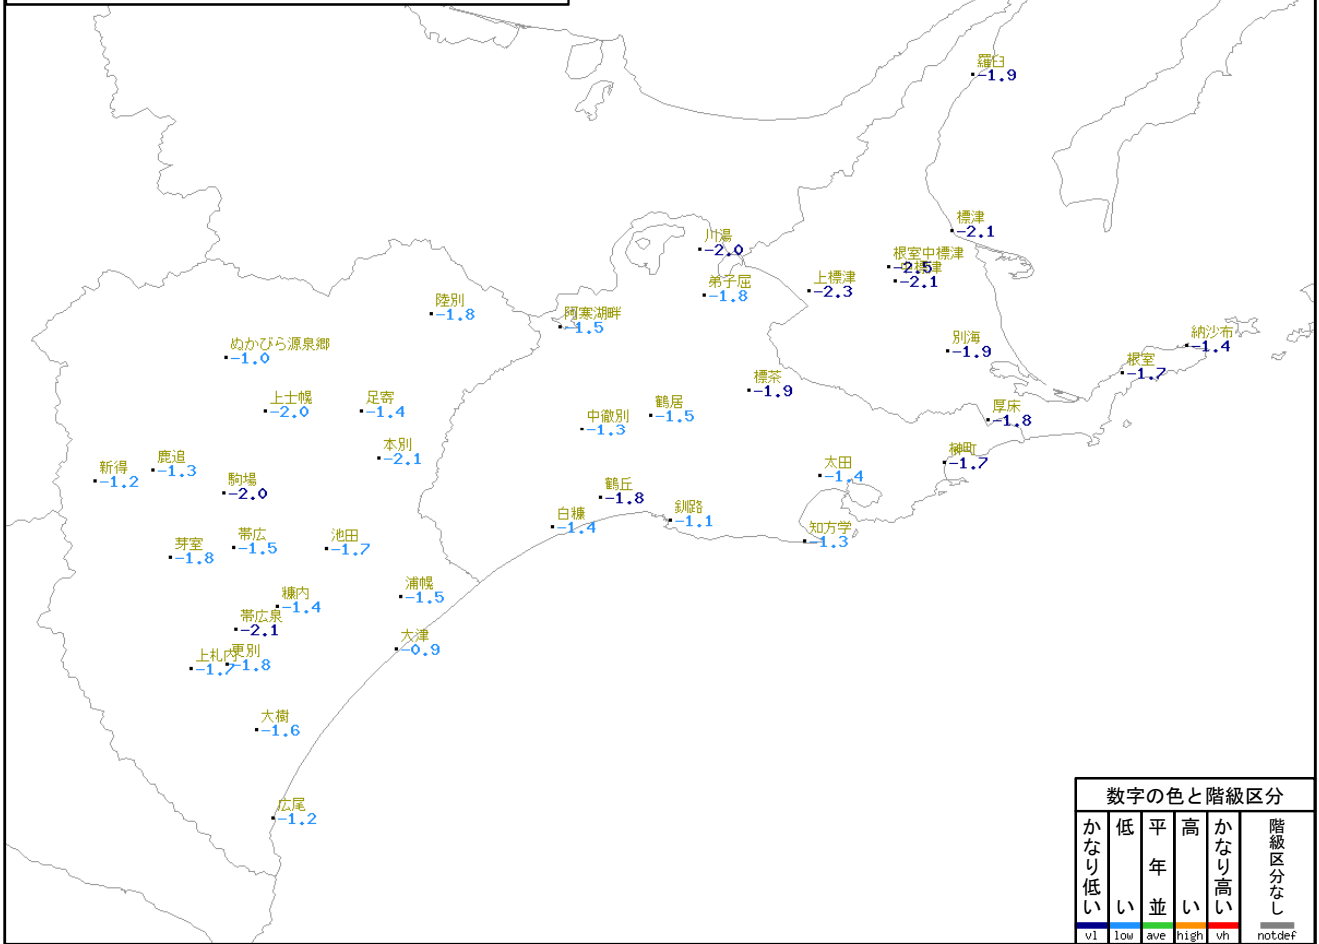 羅臼
-1.9
標津
-2.1
川湯
-2.0
根室中標津
-2.5
中標津
-2.1
弟子屈
-1.8
上標津
-2.3
陸別
-1.8
阿寒湖畔
-1.5
納沙布
-1.4
ぬかびら源泉郷
-1.0
別海
-1.9
根室
-1.7
標茶
-1.9
上士幌
-2.0
足寄
-1.4
鶴居
-1.5
厚床
-1.8
中徹別
-1.3
本別
-2.1
榊町
-1.7
鹿追
-1.3
新得
-1.2
太田
-1.4
駒場
-2.0
鶴丘
-1.8
釧路
-1.1
白糠
-1.4
知方学
-1.3
帯広
-1.5
池田
-1.7
芽室
-1.8
浦幌
-1.5
糠内
-1.4
帯広泉
-2.1
大津
-0.9
更別
-1.8
上札内
-1.7
大樹
-1.6
広尾
-1.2
数字の色と階級区分
かなり低い
低い
平年並
高い
かなり高い
階級区分なし
vl
low
ave
high
vh
notdef